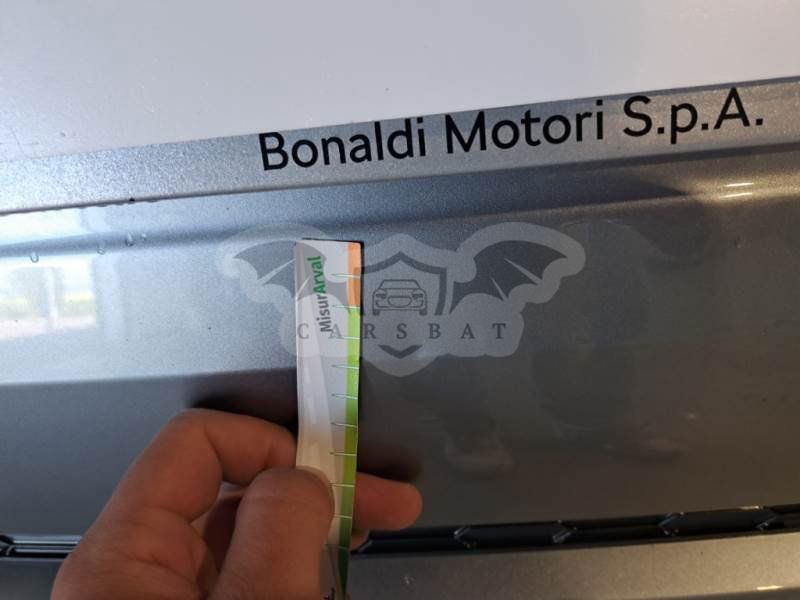 Bonaldi Motori S.p.A.
MisurArval
CARSBAT